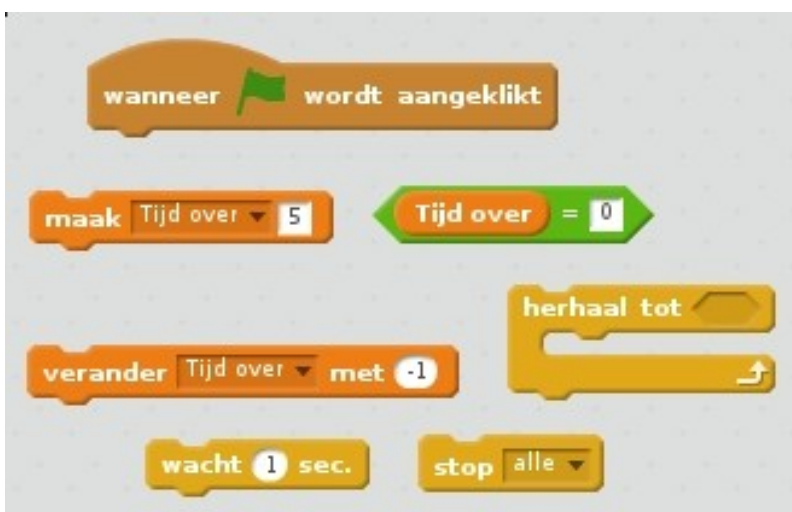 wanneer wordt aangeklikt
maak Tijd over 5
Tijd over = 0
herhaal tot
verander Tijd over met -1
wacht 1 sec.
stop alle